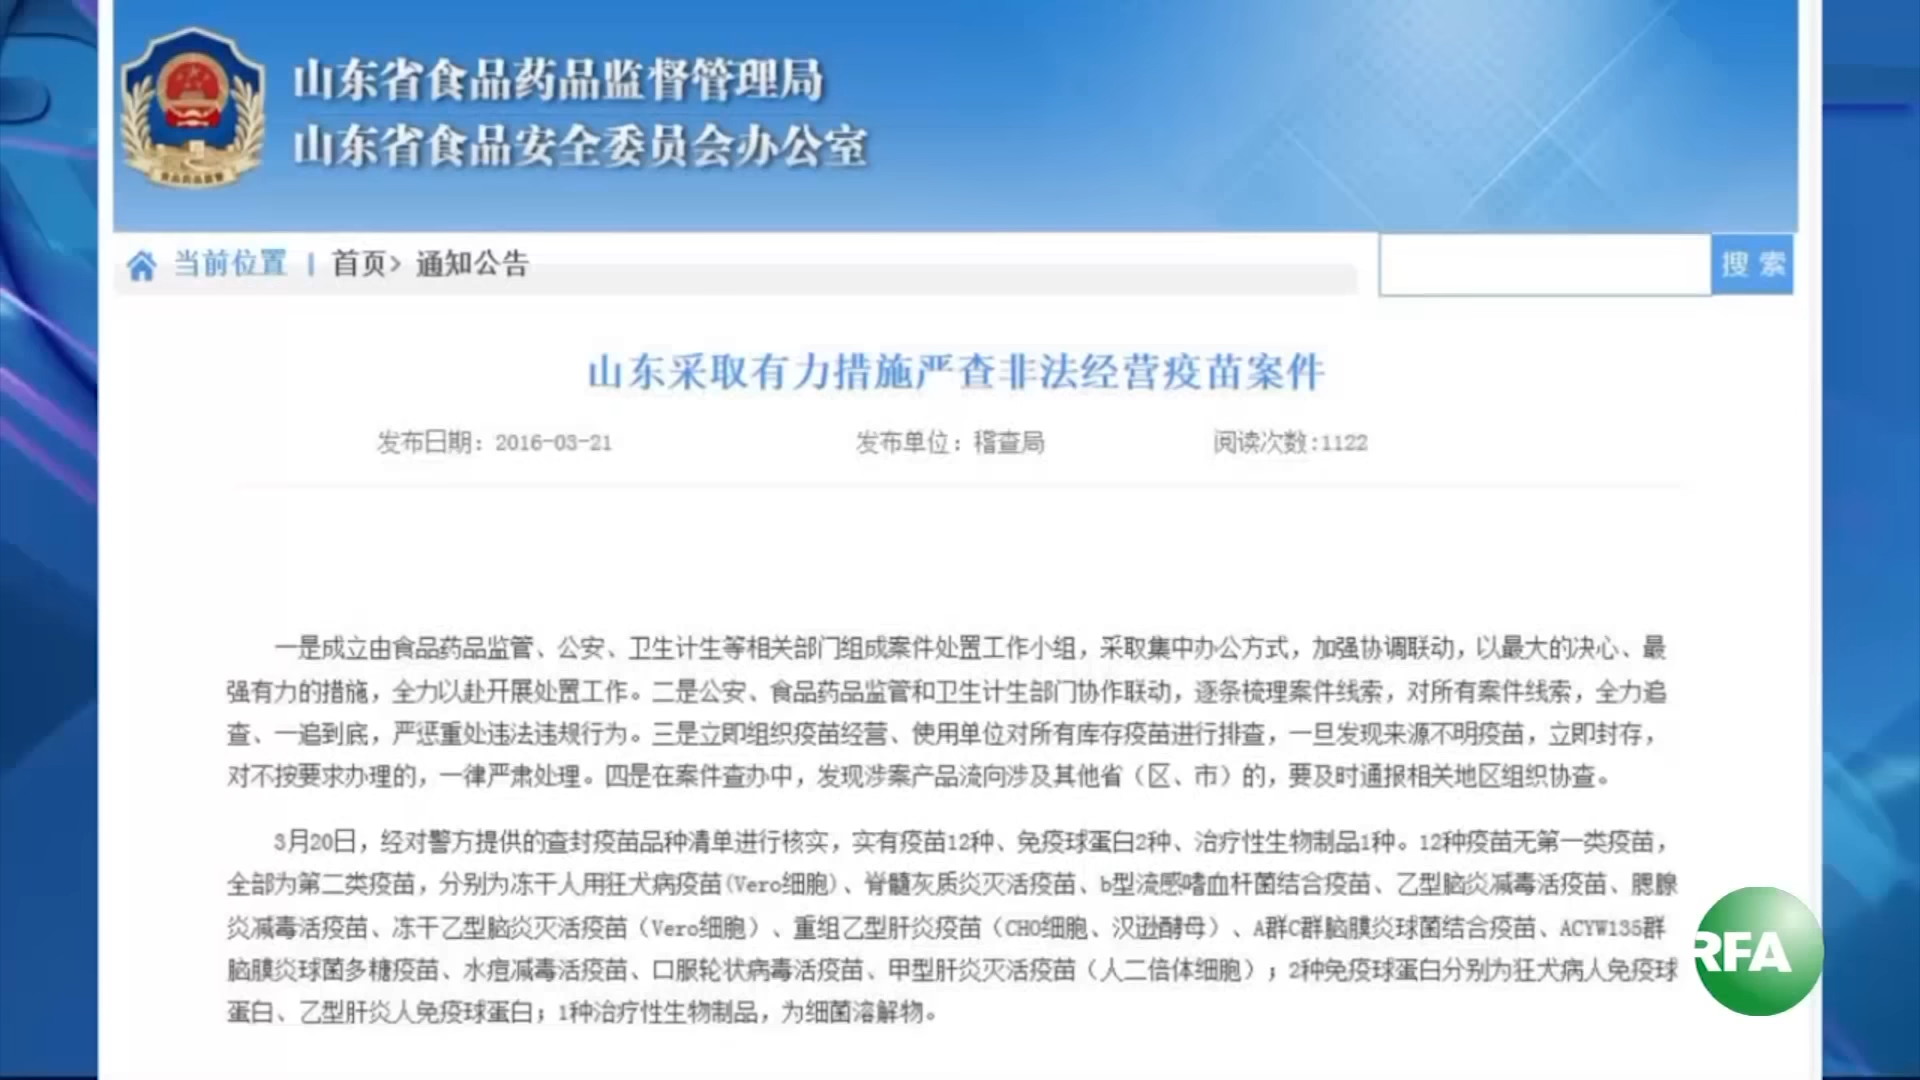 山东省食品药品监督管理局
山东省食品安全委员会办公室
当前位置 | 首页> 通知公告
搜 索
山东采取有力措施严查非法经营疫苗案件
发布日期：2016-03-21 发布单位：稽查局 阅读次数:1122
一是成立由食品药品监管、公安、卫生计生等相关部门组成案件处置工作小组，采取集中办公方式，加强协调联动，以最大的决心、最
强有力的措施，全力以赴开展处置工作。二是公安、食品药品监管和卫生计生部门协作联动，逐条梳理案件线索，对所有案件线索，全力追
查、一追到底，严惩重处违法违规行为。三是立即组织疫苗经营、使用单位对所有库存疫苗进行排查，一旦发现来源不明疫苗，立即封存，
对不按要求办理的，一律严肃处理。四是在案件查办中，发现涉案产品流向涉及其他省（区、市）的，要及时通报相关地区组织协查。
3月20日，经对警方提供的查封疫苗品种清单进行核实，实有疫苗12种、免疫球蛋白2种、治疗性生物制品1种。12种疫苗无第一类疫苗，
全部为第二类疫苗，分别为冻干人用狂犬病疫苗(Vero细胞)、脊髓灰质炎灭活疫苗、b型流感嗜血杆菌结合疫苗、乙型脑炎减毒活疫苗、腮腺
炎减毒活疫苗、冻干乙型脑炎灭活疫苗（Vero细胞）、重组乙型肝炎疫苗（CHO细胞、汉逊酵母）、A群C群脑膜炎球菌结合疫苗、ACYW135群
脑膜炎球菌多糖疫苗、水痘减毒活疫苗、口服轮状病毒活疫苗、甲型肝炎灭活疫苗（人二倍体细胞）；2种免疫球蛋白分别为狂犬病人免疫球
蛋白、乙型肝炎人免疫球蛋白；1种治疗性生物制品，为细菌溶解物。
RFA